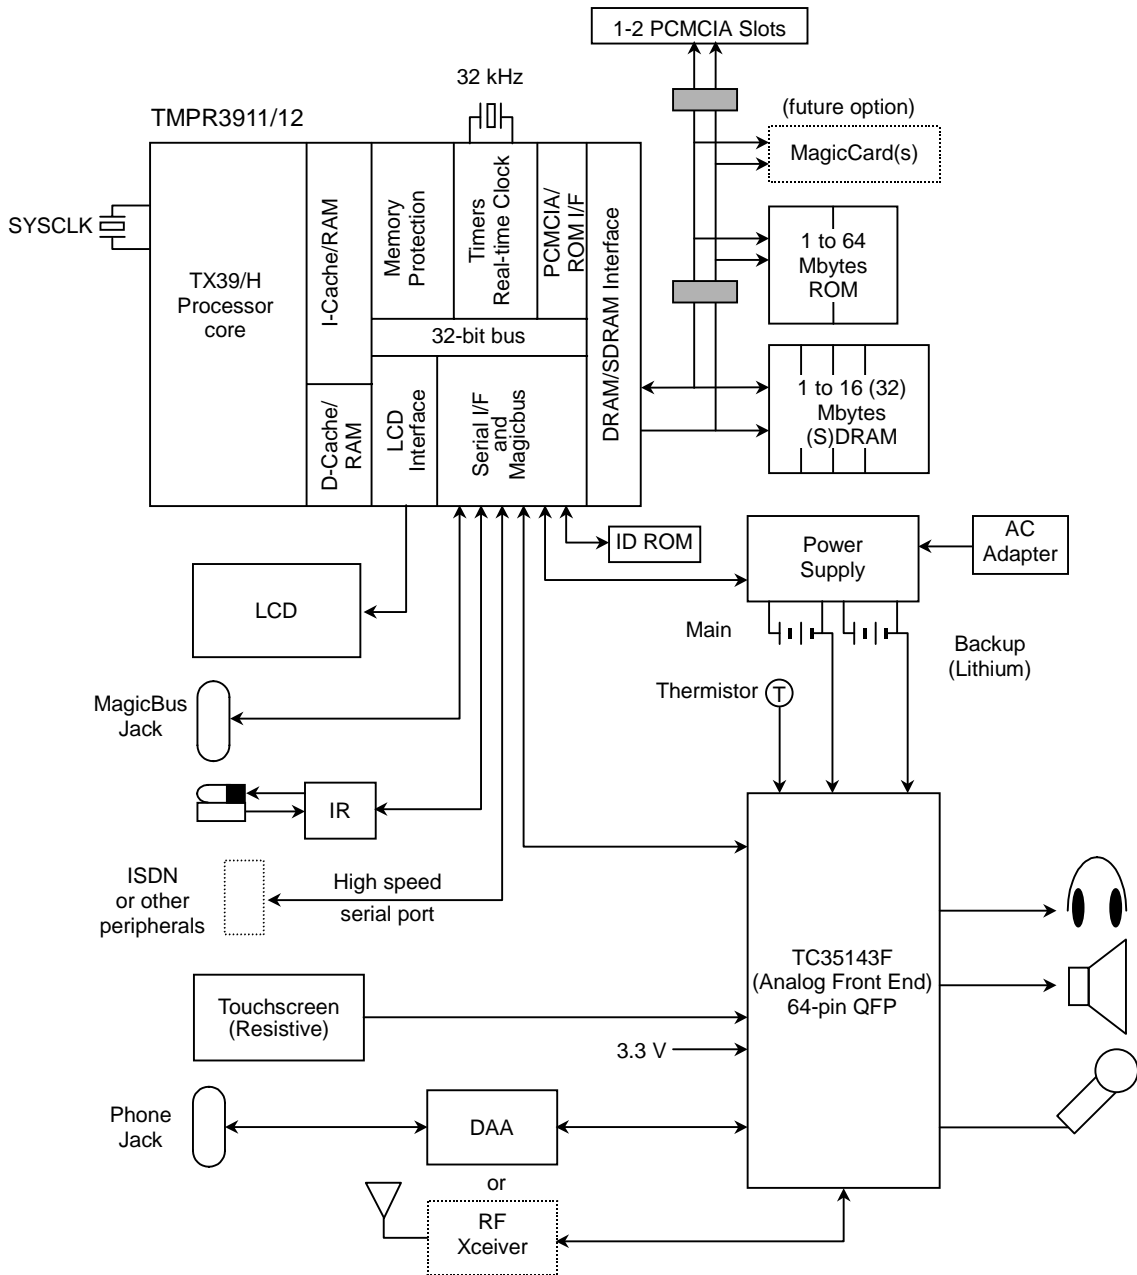 1-2 PCMCIA Slots
32 kHz
TMPR3911/12
(future option)
MagicCard(s)
SYSCLK
TX39/H
Processor
core
I-Cache/RAM
D-Cache/
RAM
Memory
Protection
Timers
Real-time Clock
PCMCIA/
ROM I/F
32-bit bus
LCD
Interface
Serial I/F
and
Magicbus
DRAM/SDRAM Interface
1 to 64
Mbytes
ROM
1 to 16 (32)
Mbytes
(S)DRAM
ID ROM
Power
Supply
AC
Adapter
LCD
Main
Backup
(Lithium)
Thermistor
T
MagicBus
Jack
IR
ISDN
or other
peripherals
High speed
serial port
TC35143F
(Analog Front End)
64-pin QFP
Touchscreen
(Resistive)
3.3 V
Phone
Jack
DAA
or
RF
Xceiver